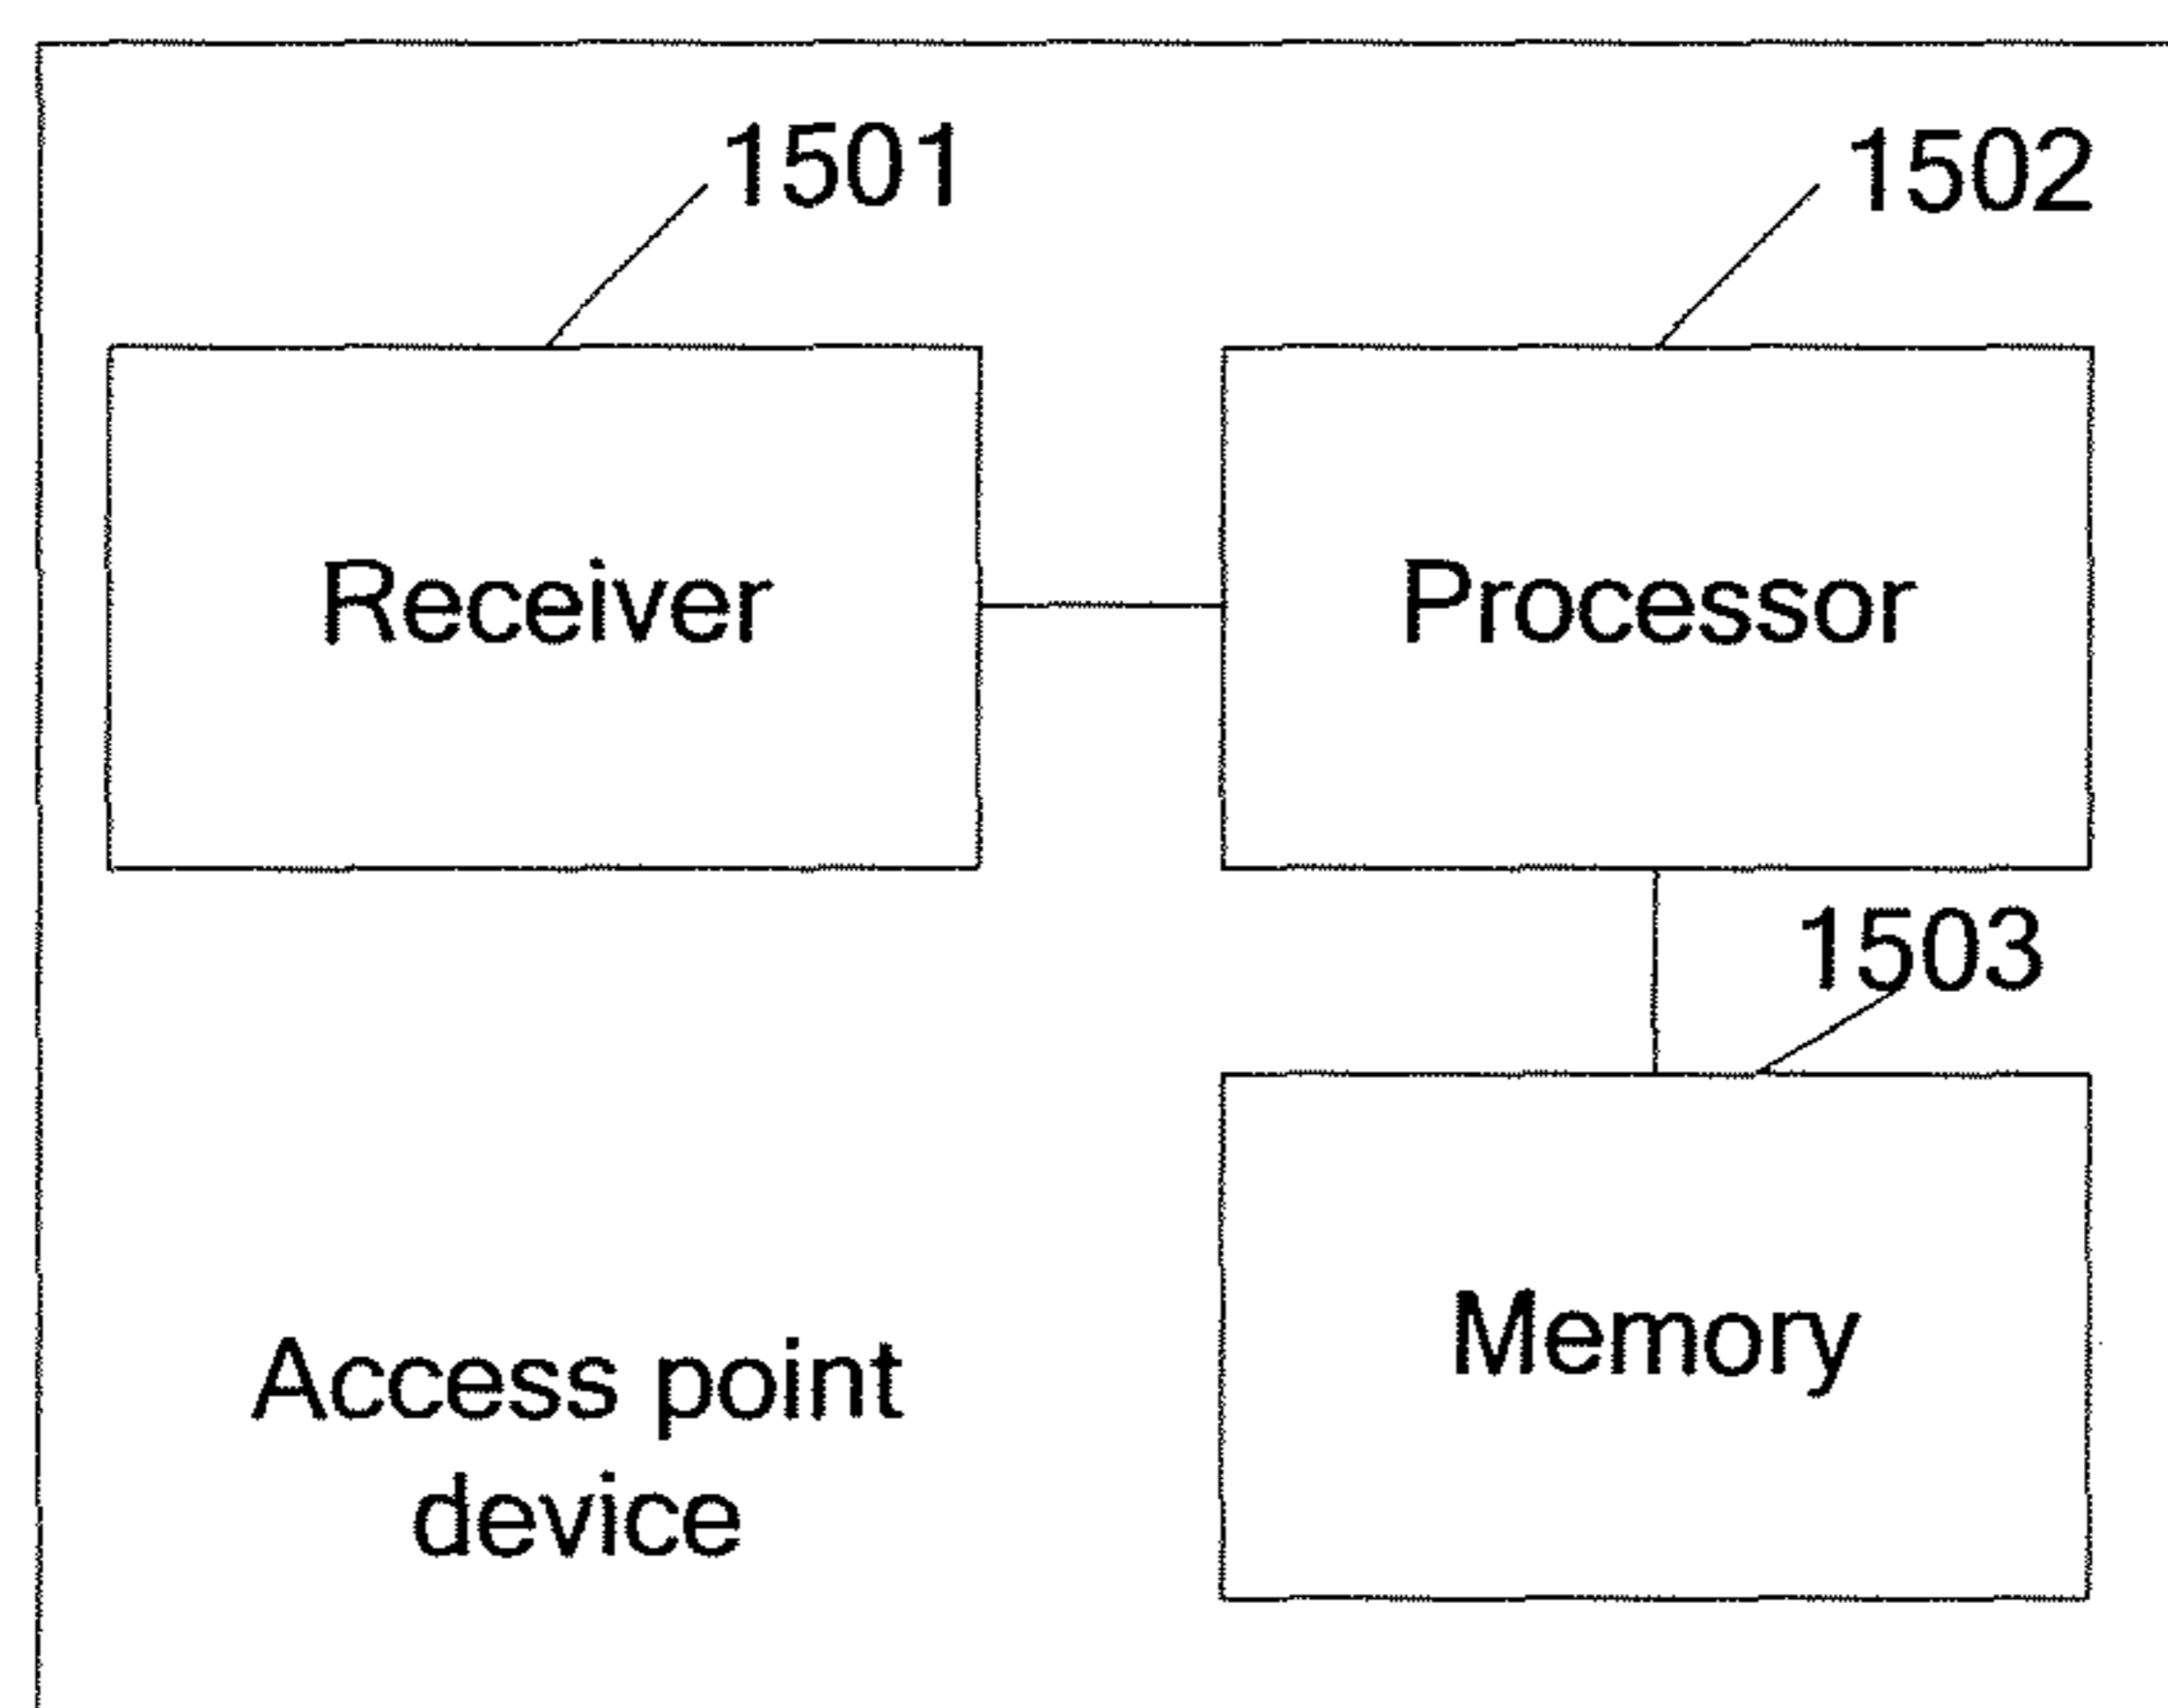 1501
1502
Receiver
Processor
1503
Memory
Access point
device